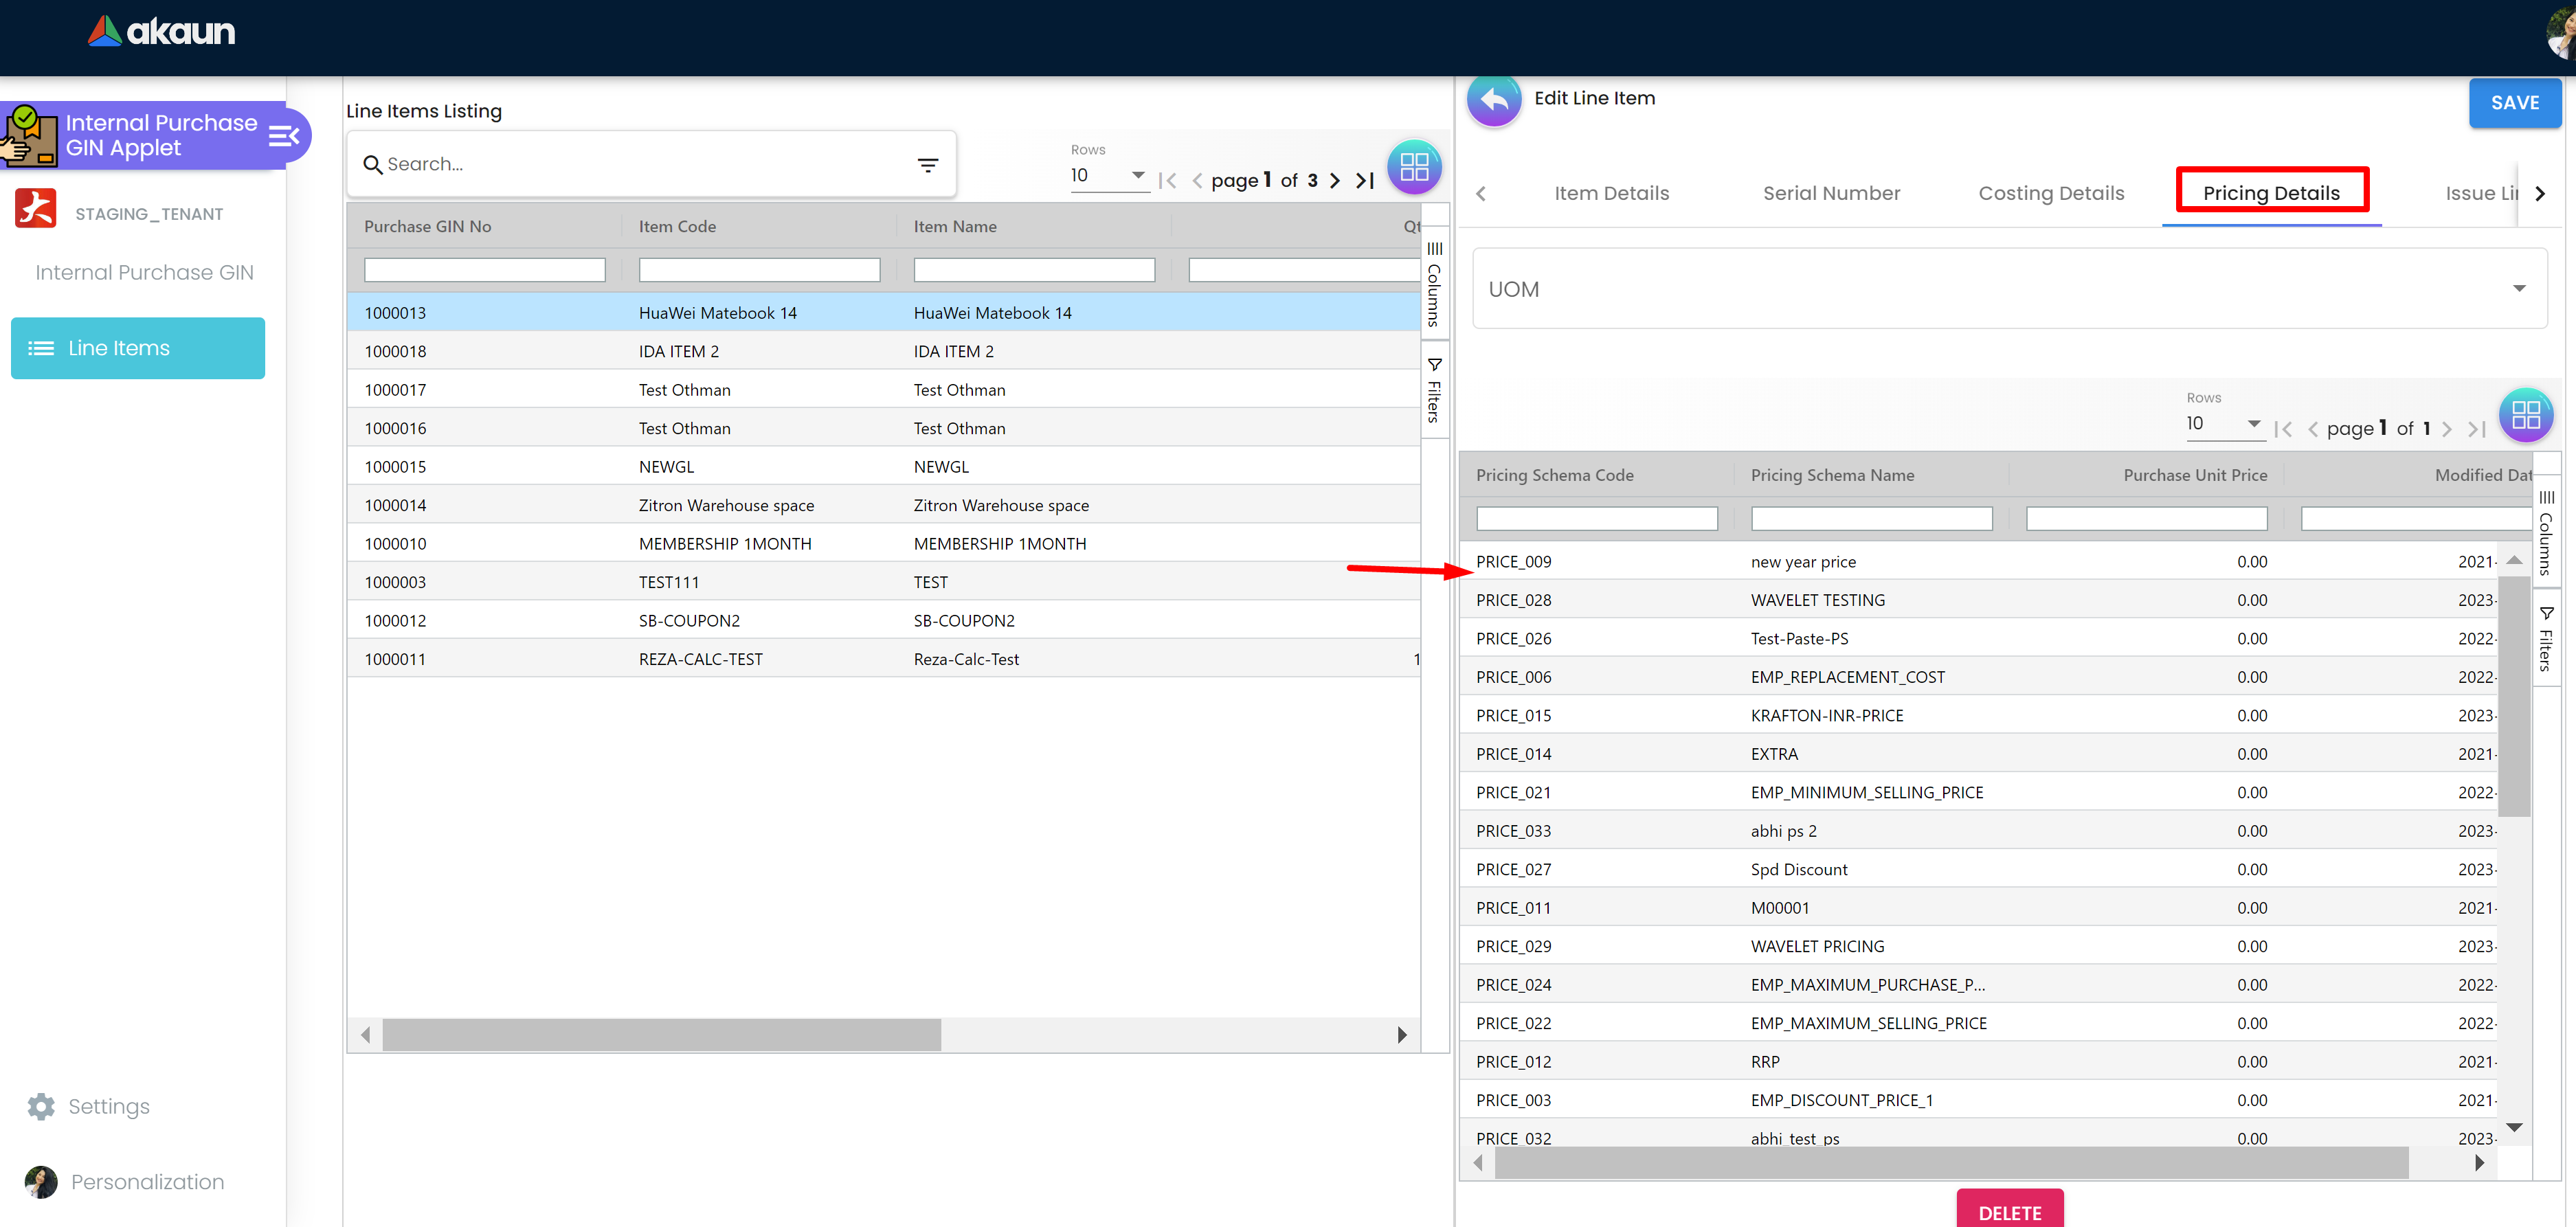 akaun
Internal Purchase
GIN Applet
STAGING_TENANT
Internal Purchase GIN
Line Items
Settings
Personalization
Line Items Listing
Search...
Rows
10
page 1 of 3
Purchase GIN No Item Code Item Name Qt
1000013 HuaWei Matebook 14 HuaWei Matebook 14
1000018 IDA ITEM 2 IDA ITEM 2
1000017 Test Othman Test Othman
1000016 Test Othman Test Othman
1000015 NEWGL NEWGL
1000014 Zitron Warehouse space Zitron Warehouse space
1000010 MEMBERSHIP 1MONTH MEMBERSHIP 1MONTH
1000003 TEST111 TEST
1000012 SB-COUPON2 SB-COUPON2
1000011 REZA-CALC-TEST Reza-Calc-Test 1
Columns
Filters
Edit Line Item
SAVE
Item Details Serial Number Costing Details Pricing Details Issue Lin
UOM
Rows
10
page 1 of 1
Pricing Schema Code Pricing Schema Name Purchase Unit Price Modified Dat
PRICE_009 new year price 0.00 2021-
PRICE_028 WAVELET TESTING 0.00 2023-
PRICE_026 Test-Paste-PS 0.00 2022-
PRICE_006 EMP_REPLACEMENT_COST 0.00 2022-
PRICE_015 KRAFTON-INR-PRICE 0.00 2023-
PRICE_014 EXTRA 0.00 2021-
PRICE_021 EMP_MINIMUM_SELLING_PRICE 0.00 2022-
PRICE_033 abhi ps 2 0.00 2023-
PRICE_027 Spd Discount 0.00 2023-
PRICE_011 M00001 0.00 2021-
PRICE_029 WAVELET PRICING 0.00 2023-
PRICE_024 EMP_MAXIMUM_PURCHASE_P... 0.00 2022-
PRICE_022 EMP_MAXIMUM_SELLING_PRICE 0.00 2022-
PRICE_012 RRP 0.00 2021-
PRICE_003 EMP_DISCOUNT_PRICE_1 0.00 2021-
PRICE_032 abhi_test_ps 0.00 2023-
Columns
Filters
DELETE